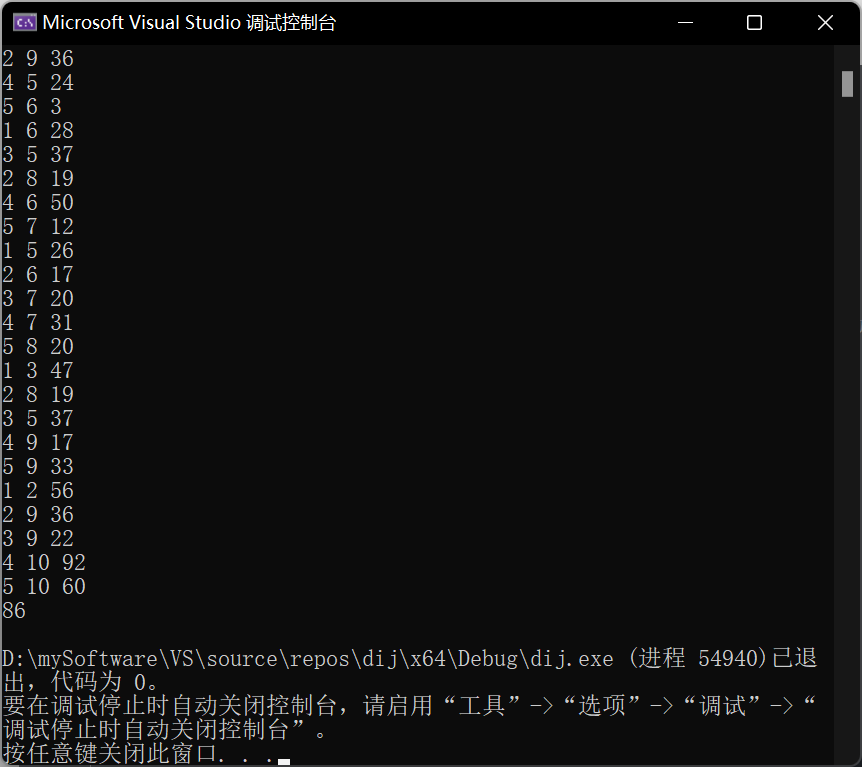 Microsoft Visual Studio 调试控制台
2 9 36
4 5 24
5 6 3
1 6 28
3 5 37
2 8 19
4 6 50
5 7 12
1 5 26
2 6 17
3 7 20
4 7 31
5 8 20
1 3 47
2 8 19
3 5 37
4 9 17
5 9 33
1 2 56
2 9 36
3 9 22
4 10 92
5 10 60
86
D:\mySoftware\VS\source\repos\dij\x64\Debug\dij.exe (进程 54940)已退
出，代码为 0。
要在调试停止时自动关闭控制台，请启用“工具”->“选项”->“调试”->“
调试停止时自动关闭控制台”。
按任意键关闭此窗口. . .